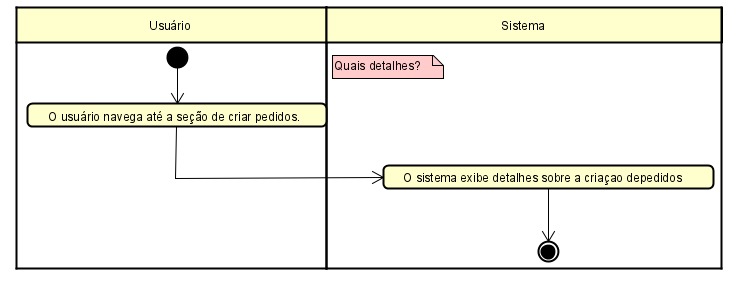 Usuário
Sistema
Quais detalhes?
O usuário navega até a seção de criar pedidos.
O sistema exibe detalhes sobre a criaçao depedidos